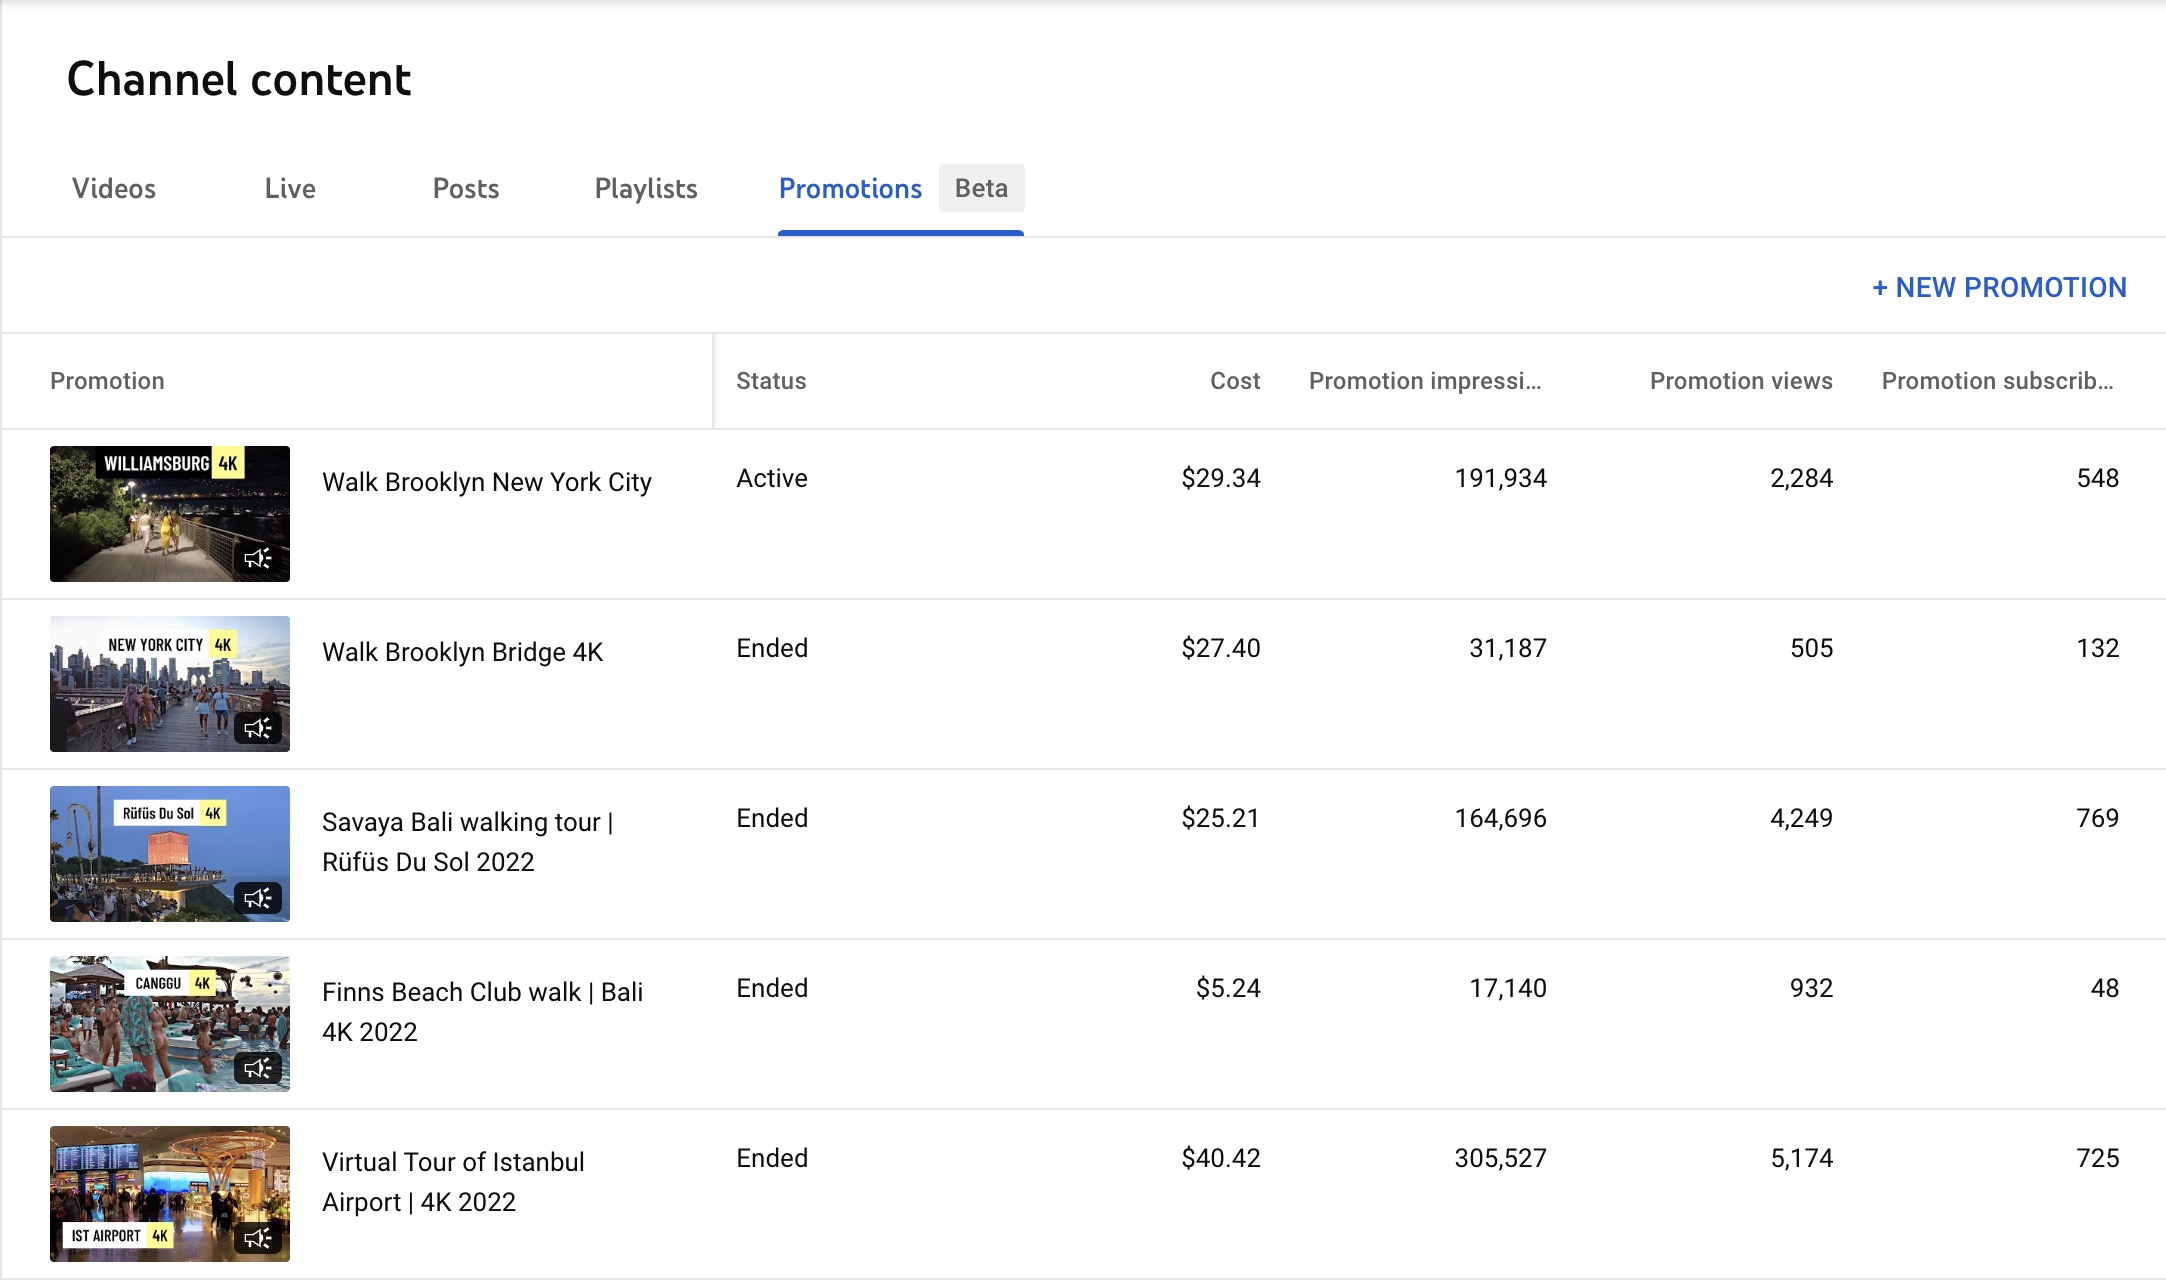 Channel content
Videos Live Posts Playlists Promotions Beta
+ NEW PROMOTION
Promotion Status Cost Promotion impressi... Promotion views Promotion subscrib...
WILLIAMSBURG 4K
Walk Brooklyn New York City Active $29.34 191,934 2,284 548
NEW YORK CITY 4K
Walk Brooklyn Bridge 4K Ended $27.40 31,187 505 132
Rüfüs Du Sol 4K
Savaya Bali walking tour | Ended $25.21 164,696 4,249 769
Rüfüs Du Sol 2022
CANGGU 4K
Finns Beach Club walk | Bali Ended $5.24 17,140 932 48
4K 2022
Virtual Tour of Istanbul Ended $40.42 305,527 5,174 725
Airport | 4K 2022
IST AIRPORT 4K